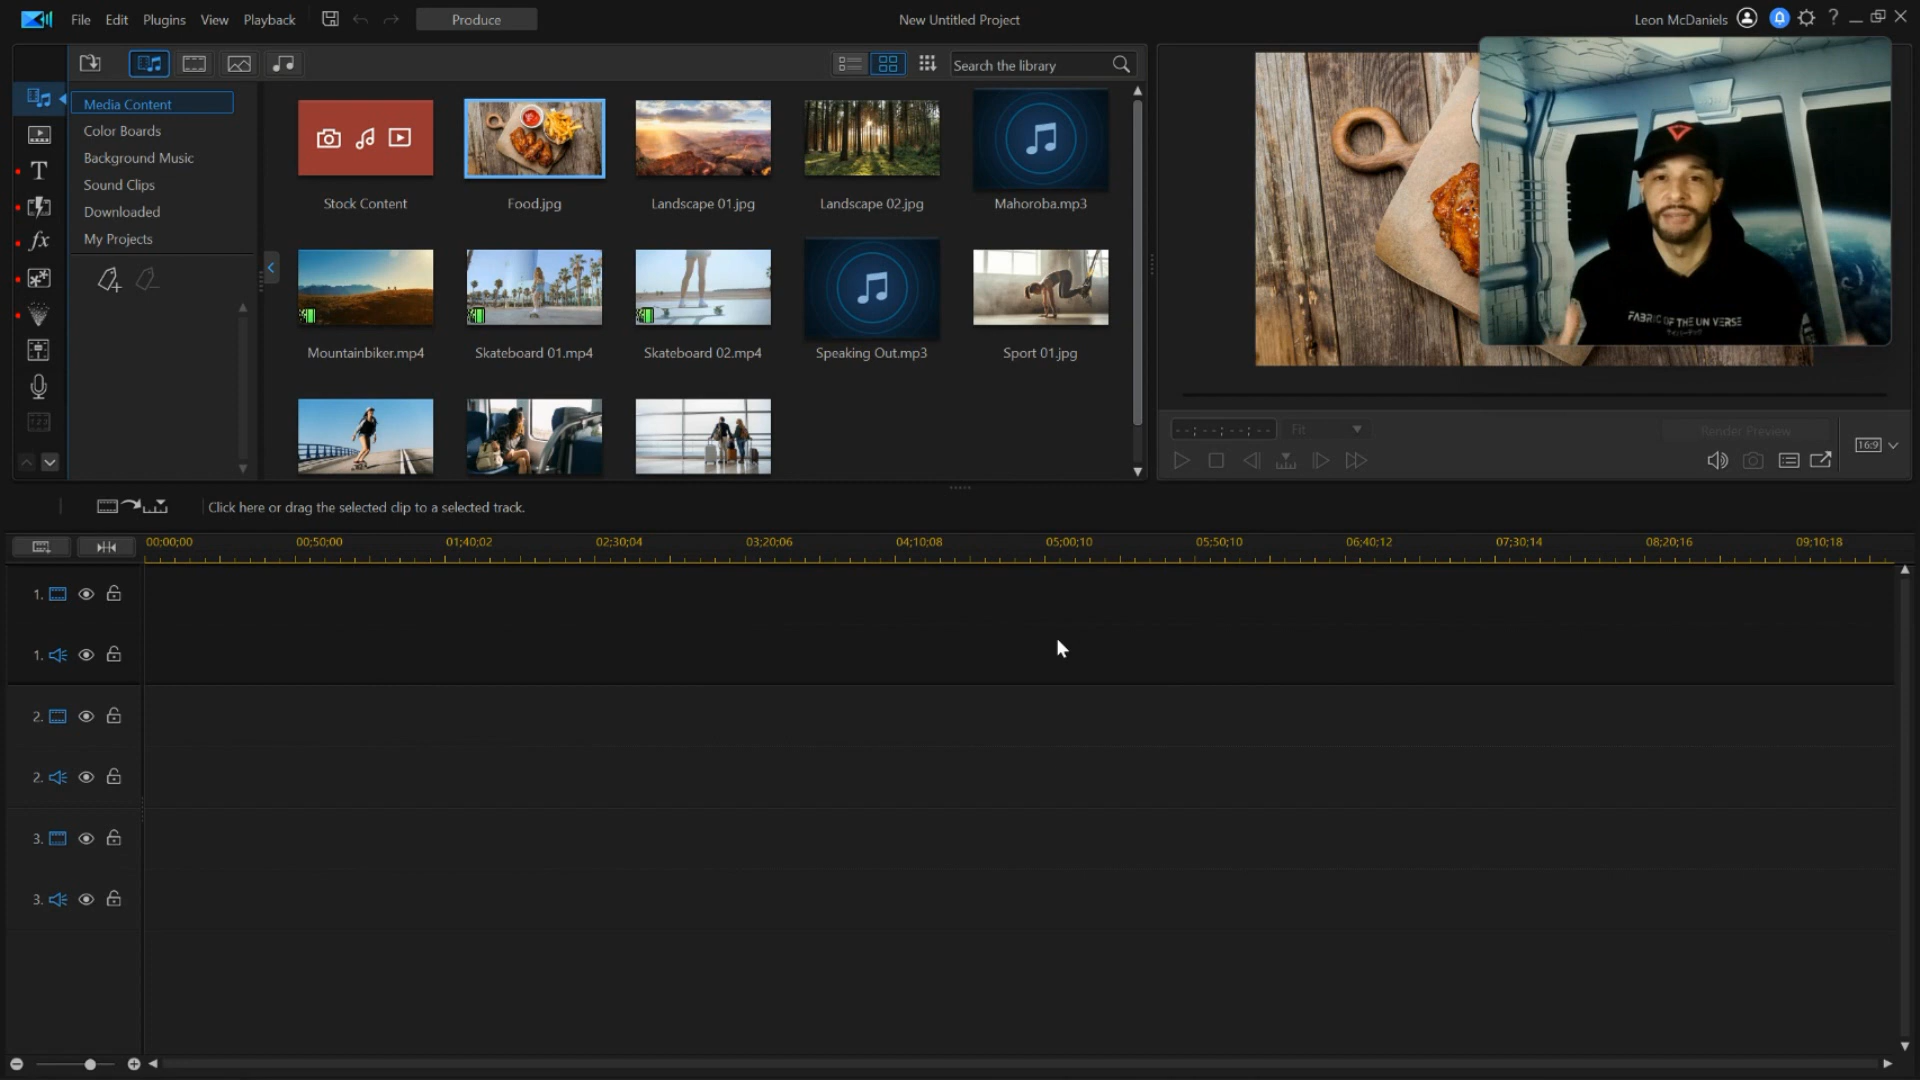 File Edit Plugins View Playback Produce New Untitled Project Leon McDaniels
Search the library
Media Content
Color Boards
Background Music
Sound Clips
Downloaded
My Projects
Stock Content Food.jpg Landscape 01.jpg Landscape 02.jpg Mahoroba.mp3
Mountainbiker.mp4 Skateboard 01.mp4 Skateboard 02.mp4 Speaking Out.mp3 Sport 01.jpg
FABRIC OF THE UNIVERSE
--;--;--;-- Fit Render Preview
16:9
Click here or drag the selected clip to a selected track.
00;00;00 00;50;00 01;40;02 02;30;04 03;20;06 04;10;08 05;00;10 05;50;10 06;40;12 07;30;14 08;20;16 09;10;18
1.
1.
2.
2.
3.
3.